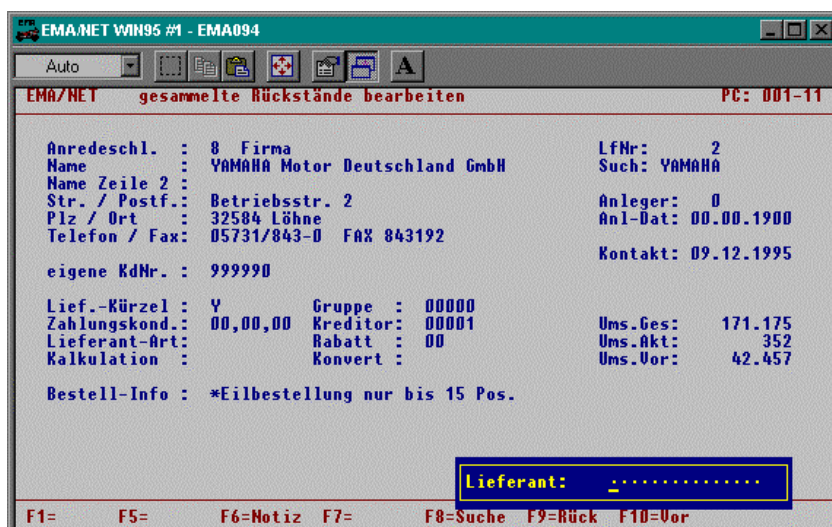 EMA/NET WIN95 #1 - EMA094
Auto
EMA/NET gesammelte Rückstände bearbeiten PC: 001-11
Anredeschl. : 8 Firma LfNr: 2
Name : YAMAHA Motor Deutschland GmbH Such: YAMAHA
Name Zeile 2 :
Str. / Postf.: Betriebsstr. 2 Anleger: 0
Plz / Ort : 32584 Löhne Anl-Dat: 00.00.1900
Telefon / Fax: 05731/843-0 FAX 843192
Kontakt: 09.12.1995
eigene KdNr. : 999990
Lief.-Kürzel : Y Gruppe : 00000
Zahlungskond.: 00,00,00 Kreditor: 00001 Ums.Ges: 171.175
Lieferant-Art: Rabatt : 00 Ums.Akt: 352
Kalkulation : Konvert : Ums.Vor: 42.457
Bestell-Info : *Eilbestellung nur bis 15 Pos.
Lieferant: _..............
F1= F5= F6=Notiz F7= F8=Suche F9=Rück F10=Vor